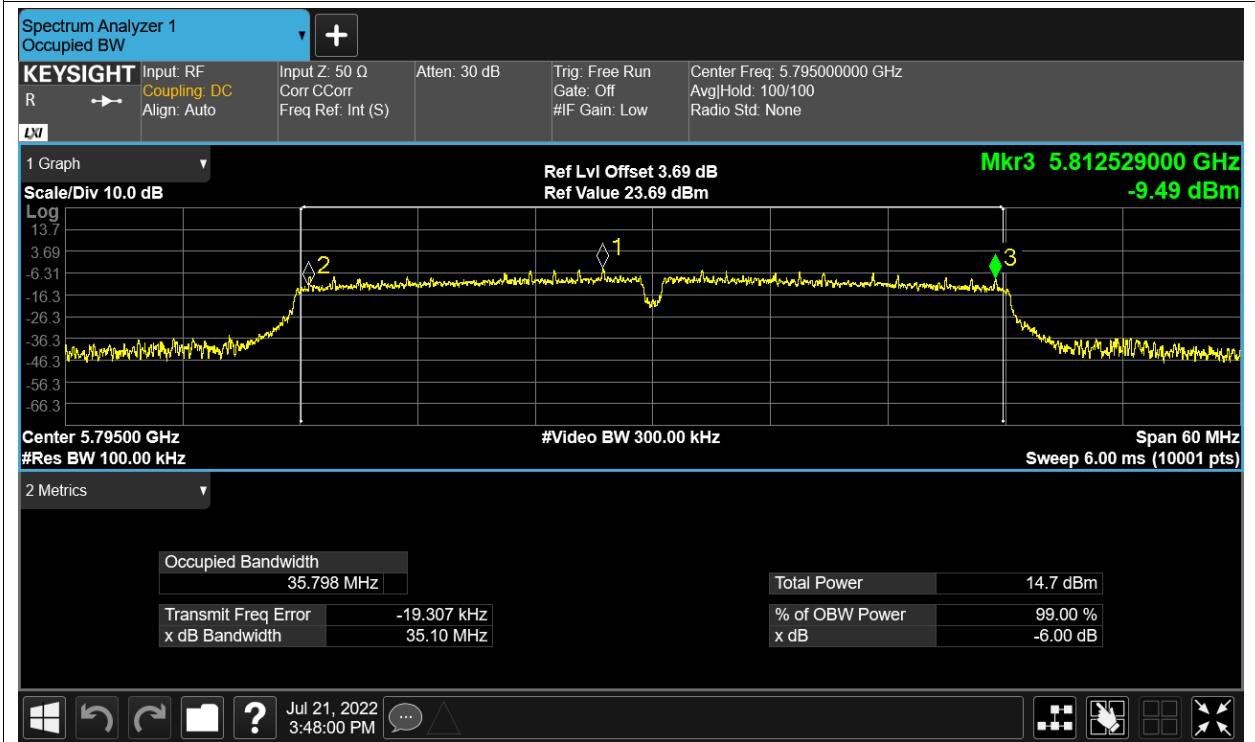 Spectrum Analyzer 1
Occupied BW
KEYSIGHT
R
LXI
Input: RF
Coupling: DC
Align: Auto
Input Z: 50 Ω
Corr CCorr
Freq Ref: Int (S)
Atten: 30 dB
Trig: Free Run
Gate: Off
#IF Gain: Low
Center Freq: 5.795000000 GHz
Avg|Hold: 100/100
Radio Std: None
1 Graph
Scale/Div 10.0 dB
Ref Lvl Offset 3.69 dB
Ref Value 23.69 dBm
Mkr3 5.812529000 GHz
-9.49 dBm
Log
13.7
3.69
-6.31
-16.3
-26.3
-36.3
-46.3
-56.3
-66.3
2
1
3
Center 5.79500 GHz
#Video BW 300.00 kHz
Span 60 MHz
#Res BW 100.00 kHz
Sweep 6.00 ms (10001 pts)
2 Metrics
Occupied Bandwidth
35.798 MHz
Transmit Freq Error -19.307 kHz
x dB Bandwidth 35.10 MHz
Total Power 14.7 dBm
% of OBW Power 99.00 %
x dB -6.00 dB
?
Jul 21, 2022
3:48:00 PM